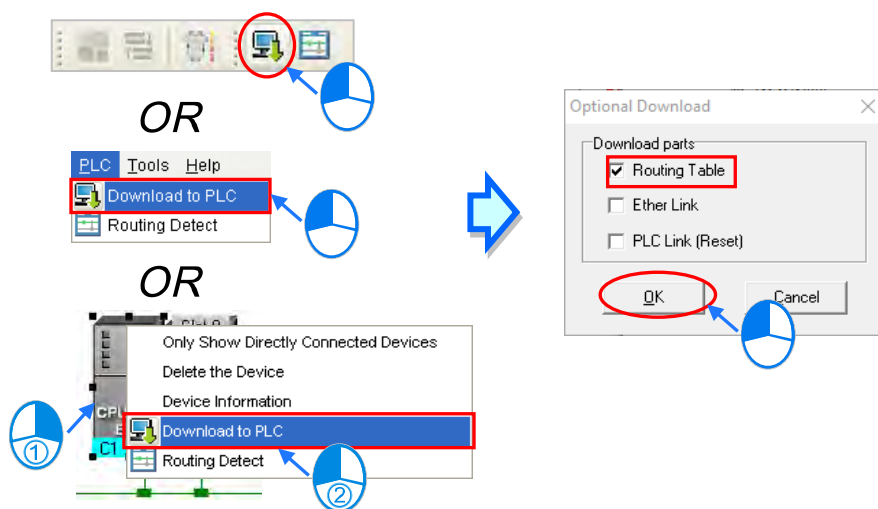 OR
PLC Tools Help
Download to PLC
Routing Detect
OR
Only Show Directly Connected Devices
Delete the Device
Device Information
Download to PLC
Routing Detect
C1
①
②
Optional Download
Download parts
Routing Table
Ether Link
PLC Link (Reset)
OK
Cancel